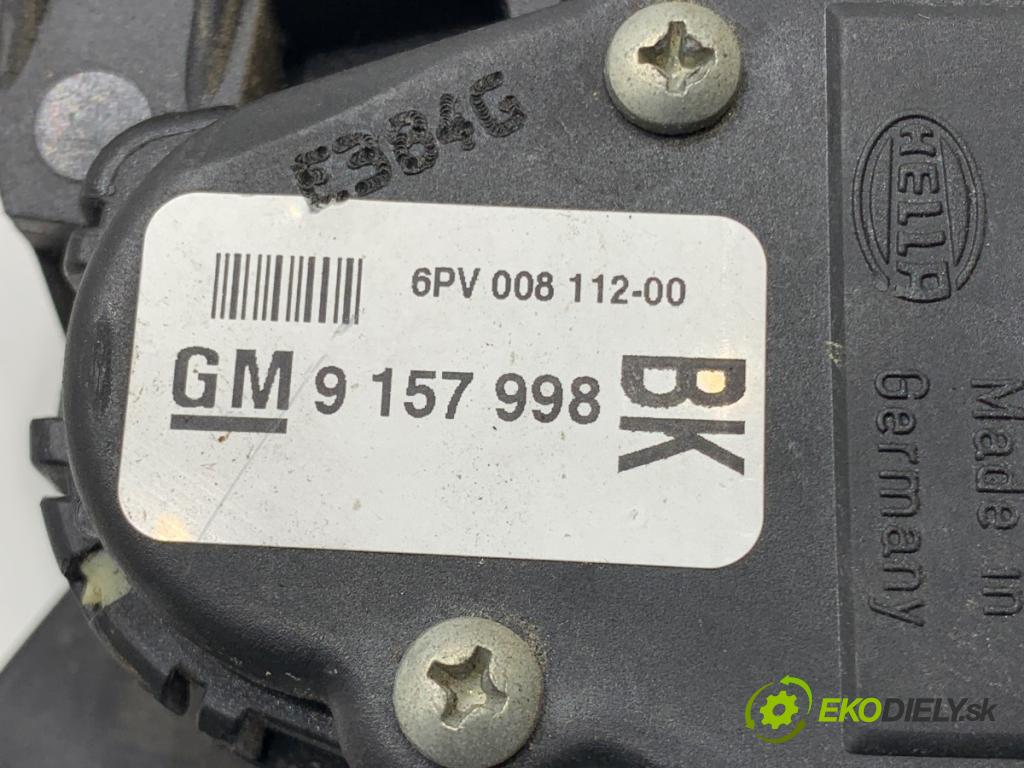 E384G
6PV 008 112-00
GM 9 157 998
BK
HELLA
Made in
Germany
EKODIELY.sk